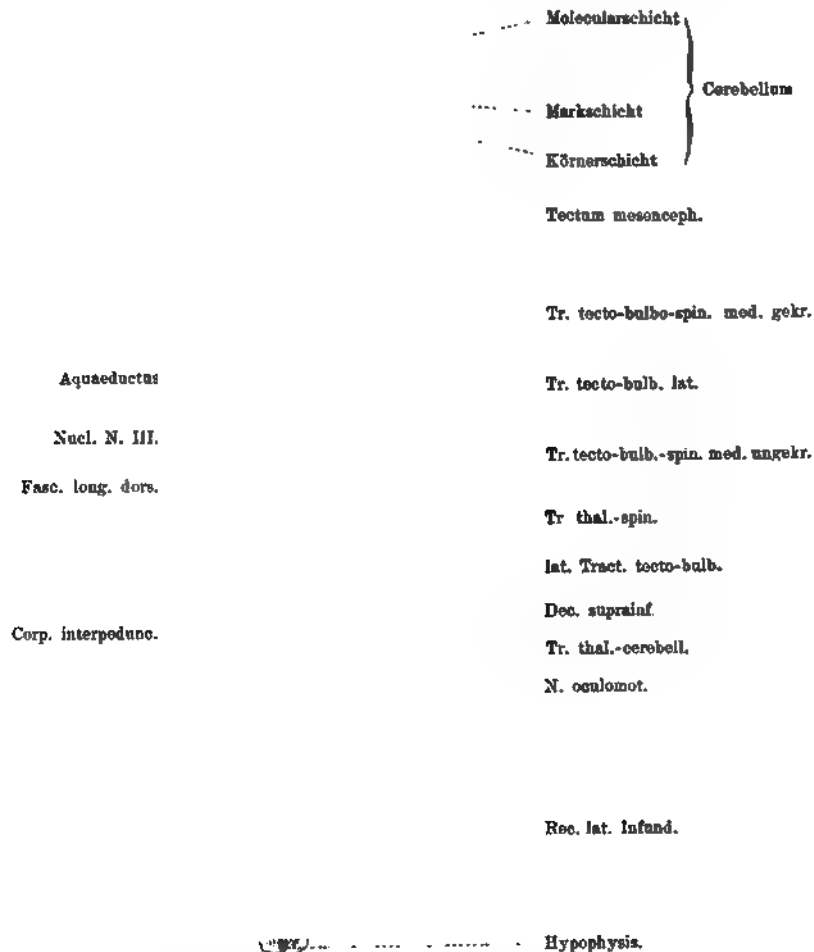 Molecularschicht
Cerebellum
Markschicht
Körnerschicht
Tectum mesenceph.
Tr. tecto-bulbo-spin. med. gekr.
Aquaeductus
Tr. tecto-bulb. lat.
Nucl. N. III.
Tr. tecto-bulb.-spin. med. ungekr.
Fasc. long. dors.
Tr thal.-spin.
lat. Tract. tecto-bulb.
Dec. suprainf.
Corp. interpedunc.
Tr. thal.-cerebell.
N. oculomot.
Rec. lat. Infund.
Hypophysis.